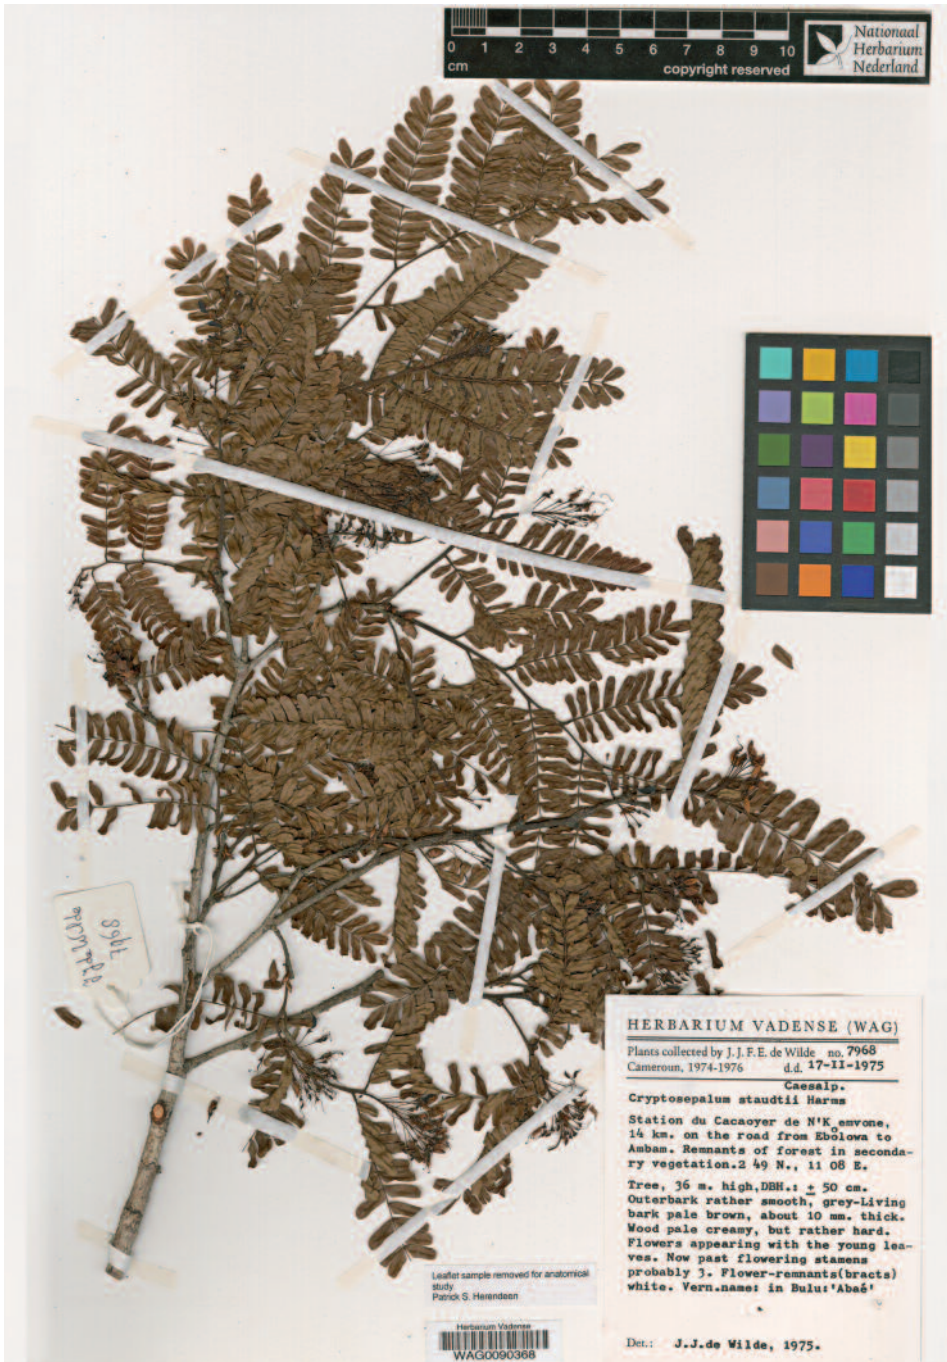 0 1 2 3 4 5 6 7 8 9 10
cm
copyright reserved
Nationaal
Herbarium
Nederland
JJ de Wilde
7968
HERBARIUM VADENSE (WAG)
Plants collected by J. J. F. E. de Wilde no. 7968
Cameroun, 1974-1976 d.d. 17-II-1975
Caesalp.
Cryptosepalum staudtii Harms
Station du Cacaoyer de N'Koemvone,
14 km. on the road from Ebolowa to
Ambam. Remnants of forest in seconda-
ry vegetation.2 49 N., 11 08 E.
Tree, 36 m. high,DBH.: ± 50 cm.
Outerbark rather smooth, grey-Living
bark pale brown, about 10 mm. thick.
Wood pale creamy, but rather hard.
Flowers appearing with the young lea-
ves. Now past flowering stamens
probably 3. Flower-remnants(bracts)
white. Vern.name: in Bulu:'Abaé'
Det.: J.J.de Wilde, 1975.
Leaflet sample removed for anatomical
study.
Patrick S. Herendeen
Herbarium Vadense
WAG0090368